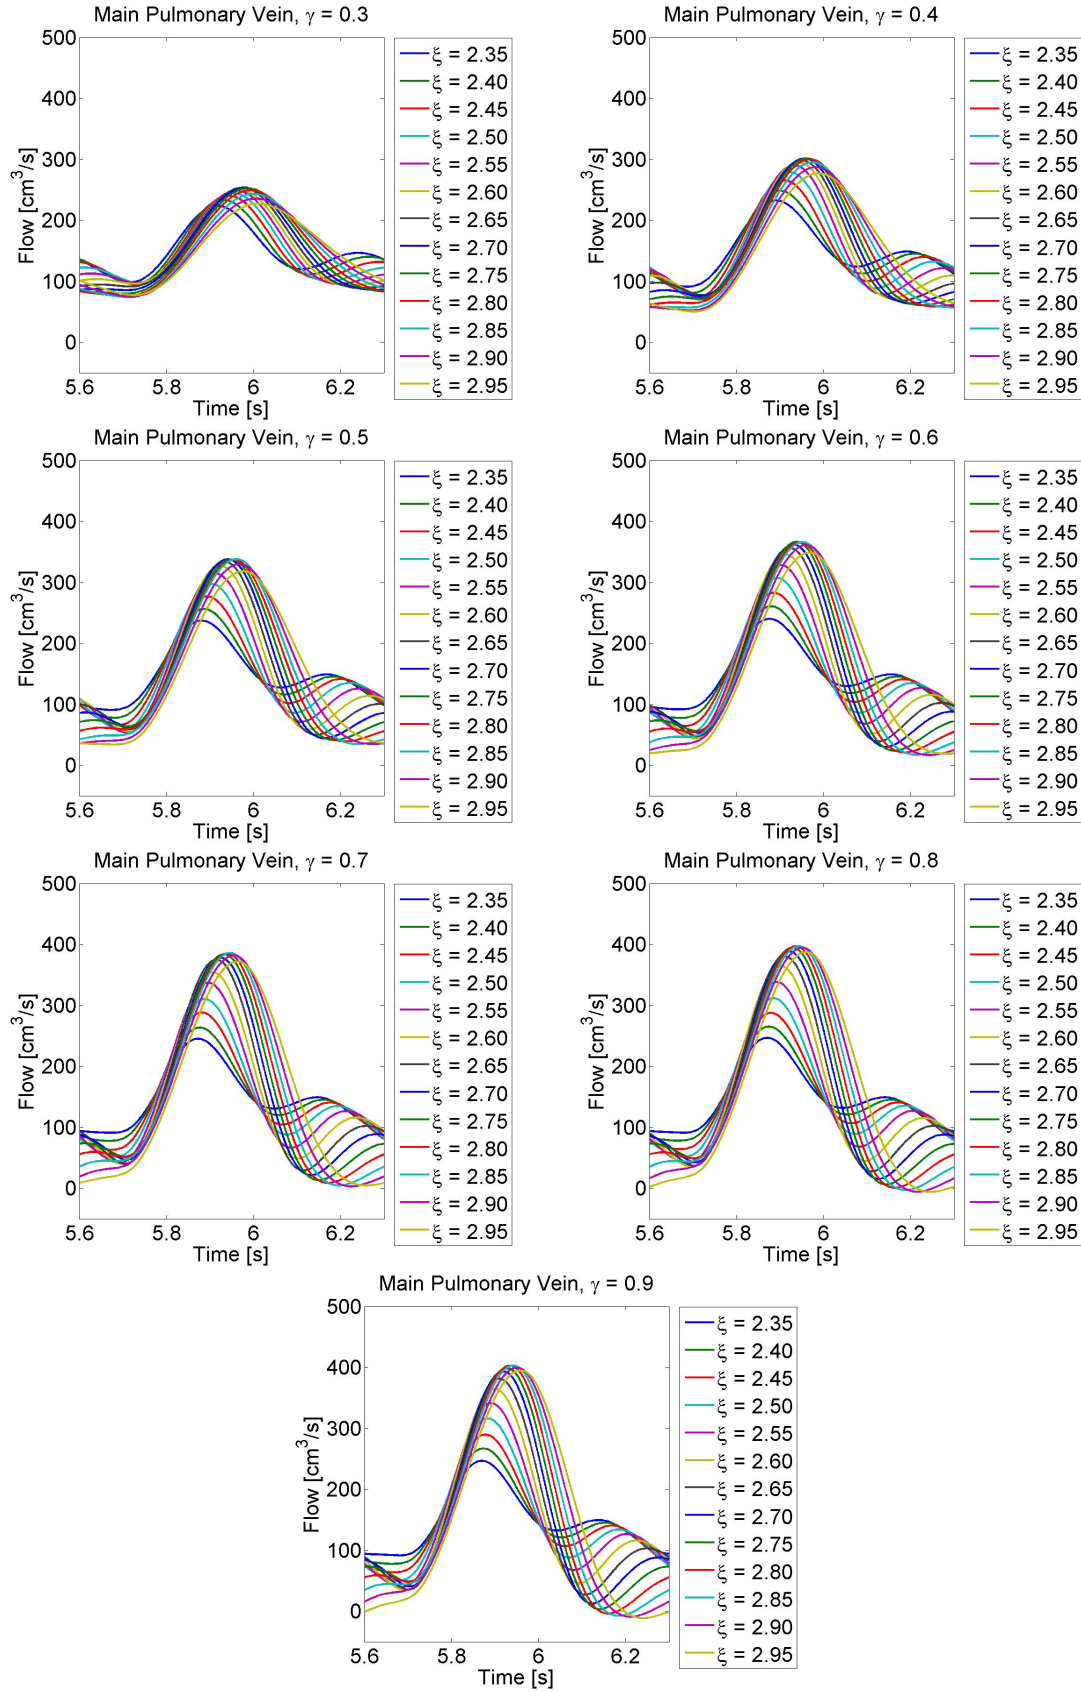 Main Pulmonary Vein, γ = 0.3
500
400
300
200
100
0
5.6
5.8
6
6.2
Flow [cm³/s]
Time [s]
ξ = 2.35
ξ = 2.40
ξ = 2.45
ξ = 2.50
ξ = 2.55
ξ = 2.60
ξ = 2.65
ξ = 2.70
ξ = 2.75
ξ = 2.80
ξ = 2.85
ξ = 2.90
ξ = 2.95
Main Pulmonary Vein, γ = 0.4
500
400
300
200
100
0
5.6
5.8
6
6.2
Flow [cm³/s]
Time [s]
ξ = 2.35
ξ = 2.40
ξ = 2.45
ξ = 2.50
ξ = 2.55
ξ = 2.60
ξ = 2.65
ξ = 2.70
ξ = 2.75
ξ = 2.80
ξ = 2.85
ξ = 2.90
ξ = 2.95
Main Pulmonary Vein, γ = 0.5
500
400
300
200
100
0
5.6
5.8
6
6.2
Flow [cm³/s]
Time [s]
ξ = 2.35
ξ = 2.40
ξ = 2.45
ξ = 2.50
ξ = 2.55
ξ = 2.60
ξ = 2.65
ξ = 2.70
ξ = 2.75
ξ = 2.80
ξ = 2.85
ξ = 2.90
ξ = 2.95
Main Pulmonary Vein, γ = 0.6
500
400
300
200
100
0
5.6
5.8
6
6.2
Flow [cm³/s]
Time [s]
ξ = 2.35
ξ = 2.40
ξ = 2.45
ξ = 2.50
ξ = 2.55
ξ = 2.60
ξ = 2.65
ξ = 2.70
ξ = 2.75
ξ = 2.80
ξ = 2.85
ξ = 2.90
ξ = 2.95
Main Pulmonary Vein, γ = 0.7
500
400
300
200
100
0
5.6
5.8
6
6.2
Flow [cm³/s]
Time [s]
ξ = 2.35
ξ = 2.40
ξ = 2.45
ξ = 2.50
ξ = 2.55
ξ = 2.60
ξ = 2.65
ξ = 2.70
ξ = 2.75
ξ = 2.80
ξ = 2.85
ξ = 2.90
ξ = 2.95
Main Pulmonary Vein, γ = 0.8
500
400
300
200
100
0
5.6
5.8
6
6.2
Flow [cm³/s]
Time [s]
ξ = 2.35
ξ = 2.40
ξ = 2.45
ξ = 2.50
ξ = 2.55
ξ = 2.60
ξ = 2.65
ξ = 2.70
ξ = 2.75
ξ = 2.80
ξ = 2.85
ξ = 2.90
ξ = 2.95
Main Pulmonary Vein, γ = 0.9
500
400
300
200
100
0
5.6
5.8
6
6.2
Flow [cm³/s]
Time [s]
ξ = 2.35
ξ = 2.40
ξ = 2.45
ξ = 2.50
ξ = 2.55
ξ = 2.60
ξ = 2.65
ξ = 2.70
ξ = 2.75
ξ = 2.80
ξ = 2.85
ξ = 2.90
ξ = 2.95